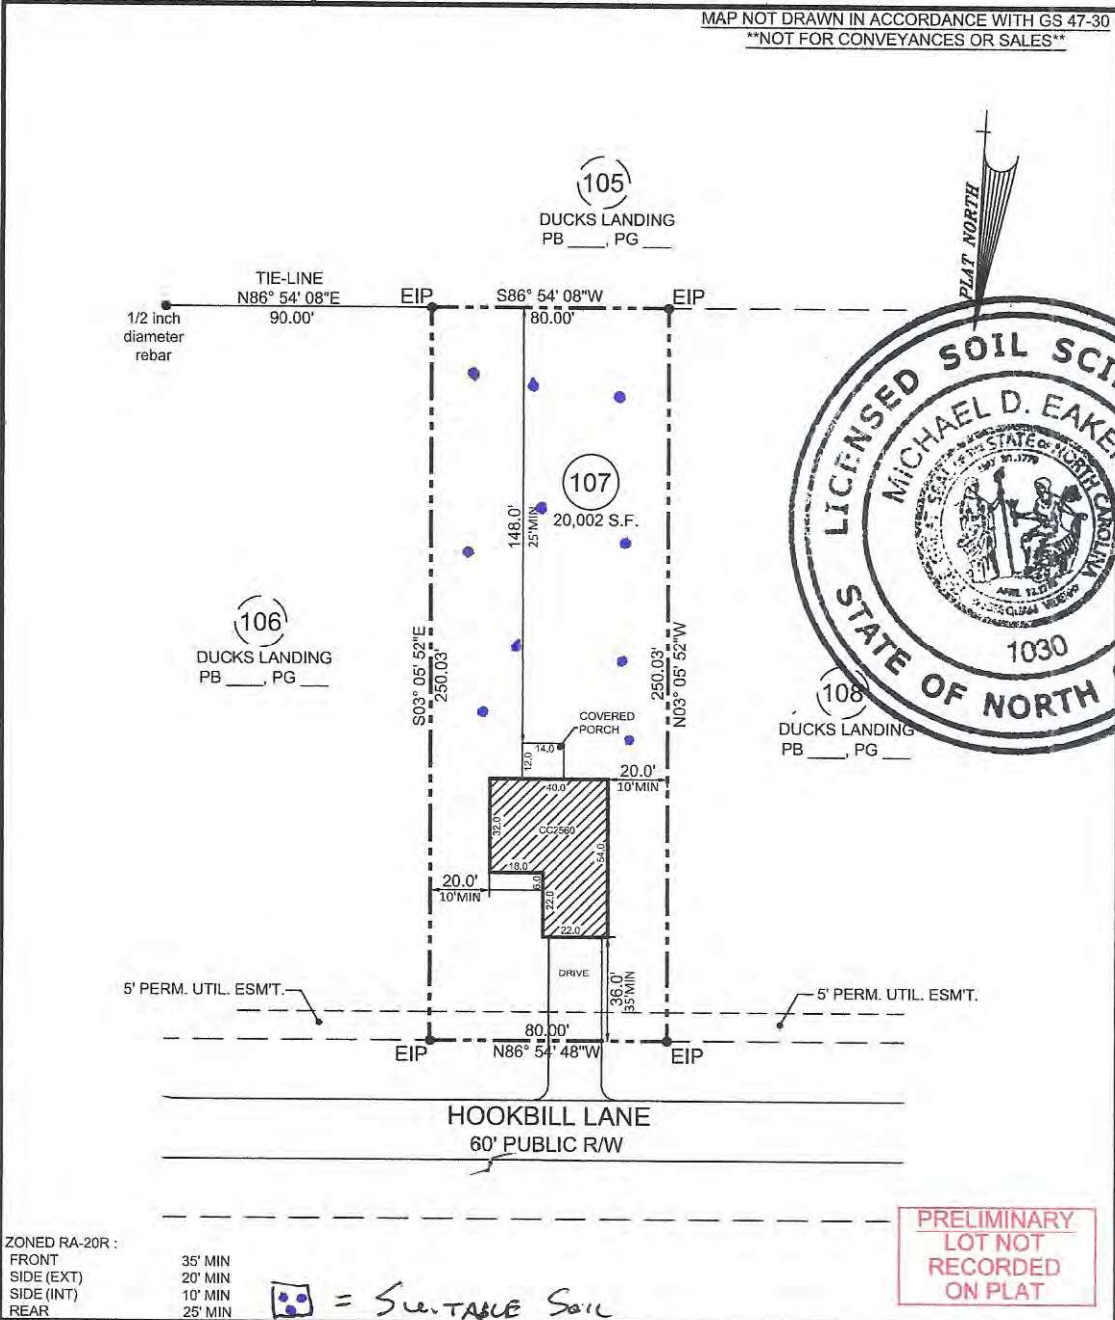 MAP NOT DRAWN IN ACCORDANCE WITH GS 47-30
**NOT FOR CONVEYANCES OR SALES**
PLAT NORTH
105
DUCKS LANDING
PB ____, PG ___
TIE-LINE
N86° 54' 08"E
90.00'
EIP
S86° 54' 08"W
80.00'
EIP
1/2 inch
diameter
rebar
LICENSED SOIL SCI
MICHAEL D. EAKE
STATE OF NORTH CAROLINA
1030
STATE OF NORTH
107
20,002 S.F.
148.0'
25'MIN
106
DUCKS LANDING
PB ____, PG ___
S03° 05' 52"E
250.03'
N03° 05' 52"W
250.03'
108
DUCKS LANDING
PB ____, PG ___
COVERED
PORCH
14.0
12.0
20.0'
10'MIN
40.0
32.0
CC2560
54.0
18.0
6.0
20.0'
10'MIN
22.0
22.0
DRIVE
36.0'
35'MIN
5' PERM. UTIL. ESM'T.
5' PERM. UTIL. ESM'T.
80.00'
EIP
N86° 54' 48"W
EIP
HOOKBILL LANE
60' PUBLIC R/W
PRELIMINARY
LOT NOT
RECORDED
ON PLAT
ZONED RA-20R :
FRONT 35' MIN
SIDE (EXT) 20' MIN
SIDE (INT) 10' MIN
REAR 25' MIN
= SuiTABLE Soil